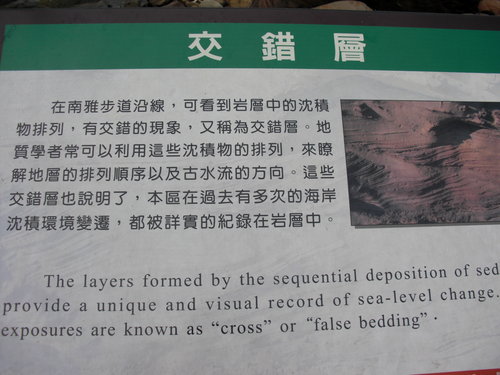 交錯層
在南雅步道沿線，可看到岩層中的沈積
物排列，有交錯的現象，又稱為交錯層。地
質學者常可以利用這些沈積物的排列，來瞭
解地層的排列順序以及古水流的方向。這些
交錯層也說明了，本區在過去有多次的海岸
沈積環境變遷，都被詳實的紀錄在岩層中。
The layers formed by the sequential deposition of sed
provide a unique and visual record of sea-level change.
exposures are known as “cross” or “false bedding”．